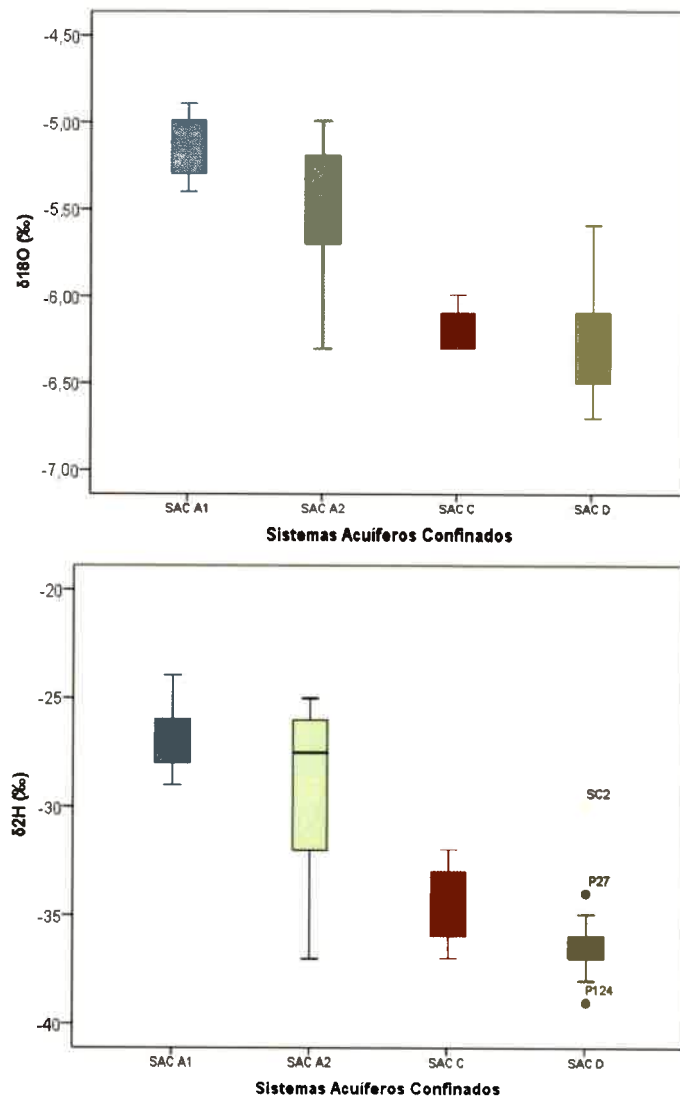 -4,50
-5,00
-5,50
-6,00
-6,50
-7,00
δ18O (‰)
SAC A1 SAC A2 SAC C SAC D
Sistemas Acuíferos Confinados
-20
-25
-30
-35
-40
δ2H (‰)
SC2
P27
P124
SAC A1 SAC A2 SAC C SAC D
Sistemas Acuíferos Confinados